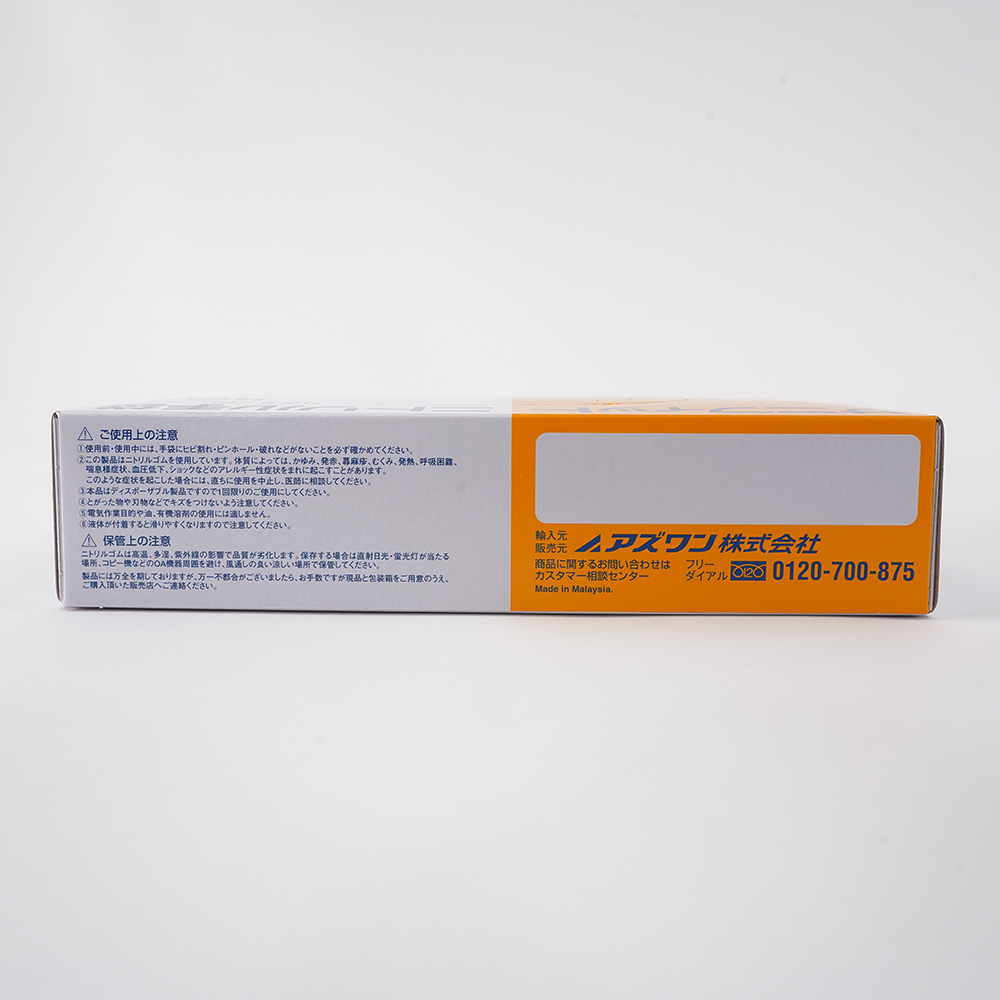 ⚠ ご使用上の注意
①使用前・使用中には、手袋にヒビ割れ・ピンホール・破れなどがないことを必ず確かめてください。
②この製品はニトリルゴムを使用しています。体質によっては、かゆみ、発赤、蕁麻疹、むくみ、発熱、呼吸困難、
喘息様症状、血圧低下、ショックなどのアレルギー性症状をまれに起こすことがあります。
このような症状を起こした場合には、直ちに使用を中止し、医師に相談してください。
③本品はディスポーザブル製品ですので1回限りのご使用にしてください。
④とがった物や刃物などでキズをつけないよう注意してください。
⑤電気作業目的や油、有機溶剤の使用には適しません。
⑥液体が付着すると滑りやすくなりますので注意してください。
⚠ 保管上の注意
ニトリルゴムは高温、多湿、紫外線の影響で品質が劣化します。保存する場合は直射日光・蛍光灯が当たる
場所、コピー機などのOA機器周囲を避け、風通しの良い涼しい場所で保管してください。
製品には万全を期しておりますが、万一不都合がございましたら、お手数ですが現品と包装箱をご用意のうえ、
ご購入頂いた販売店へご連絡ください。
輸入元
販売元 アズワン株式会社
商品に関するお問い合わせは
カスタマー相談センター
フリー
ダイアル 0120 0120-700-875
Made in Malaysia.